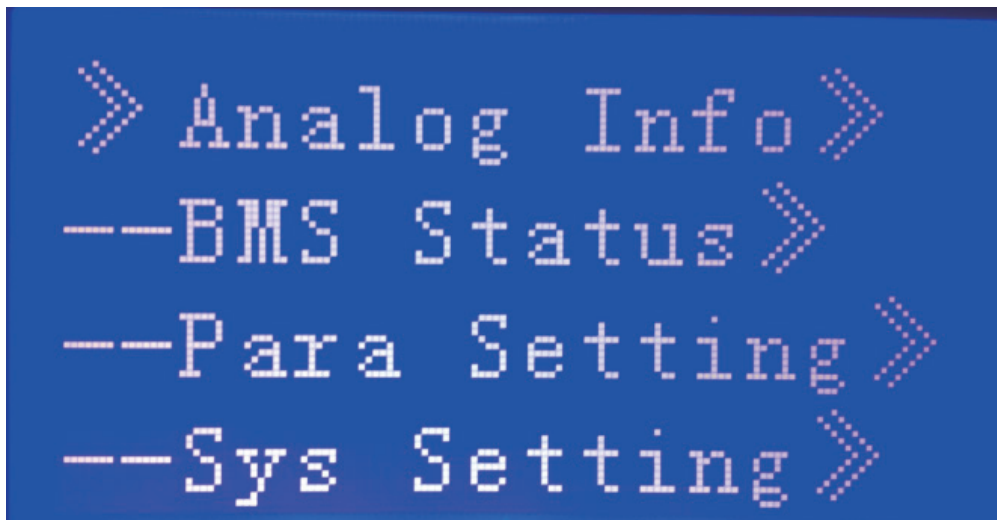 》Analog Info》
--BMS Status》
--Para Setting》
--Sys Setting》